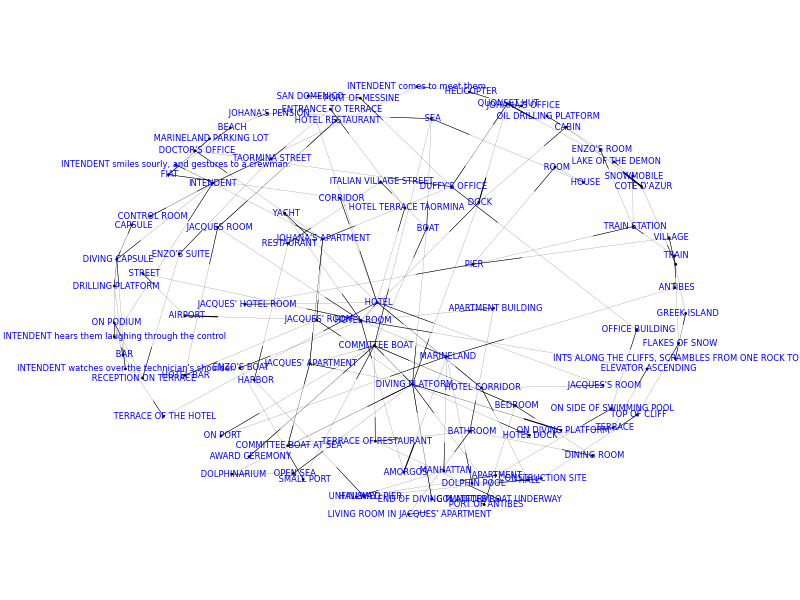 INTENDENT comes to meet them
HELICOPTER
SAN DOMENICO
PORT OF MESSINE
QUONSET HUT
JOHANA'S OFFICE
JOHANA'S PENSION
ENTRANCE TO TERRACE
HOTEL RESTAURANT
SEA
OIL DRILLING PLATFORM
CABIN
BEACH
MARINELAND PARKING LOT
DOCTOR'S OFFICE
ENZO'S ROOM
TAORMINA STREET
LAKE OF THE DEMON
INTENDENT smiles sourly, and gestures to a crewman.
ROOM
FIAT
SNOWMOBILE
INTENDENT
ITALIAN VILLAGE STREET
DUFFY'S OFFICE
HOUSE
COTE D'AZUR
CORRIDOR
DOCK
HOTEL TERRACE TAORMINA
CONTROL ROOM
YACHT
CAPSULE
JACQUES ROOM
BOAT
TRAIN STATION
JOHANA'S APARTMENT
VILLAGE
RESTAURANT
ENZO'S SUITE
TRAIN
DIVING CAPSULE
PIER
STREET
DRILLING PLATFORM
ANTIBES
JACQUES' HOTEL ROOM
HOTEL
APARTMENT BUILDING
AIRPORT
GREEK ISLAND
JACQUES' ROOM
HOTEL ROOM
ON PODIUM
OFFICE BUILDING
INTENDENT hears them laughing through the control
COMMITTEE BOAT
FLAKES OF SNOW
BAR
MARINELAND
INTS ALONG THE CLIFFS, SCRAMBLES FROM ONE ROCK TO
JACQUES' APARTMENT
INTENDENT watches over the technician's shoulder
ENZO'S BOAT
ELEVATOR ASCENDING
RECEPTION ON TERRACE
HOTEL BAR
HARBOR
DIVING PLATFORM
HOTEL CORRIDOR
JACQUES'S ROOM
BEDROOM
ON SIDE OF SWIMMING POOL
TERRACE OF THE HOTEL
TOP OF CLIFF
BATHROOM
ON DIVING PLATFORM
TERRACE
ON PORT
HOTEL DOCK
TERRACE OF RESTAURANT
COMMITTEE BOAT AT SEA
AWARD CEREMONY
DINING ROOM
DOLPHINARIUM
OPEN SEA
AMORGOS
MANHATTAN
SMALL PORT
APARTMENT
CONSTRUCTION SITE
HALL
DOLPHIN POOL
UNFINISHED PIER
END OF DIVING PLATFORM
COMMITTEE BOAT UNDERWAY
PORT OF ANTIBES
LIVING ROOM IN JACQUES' APARTMENT